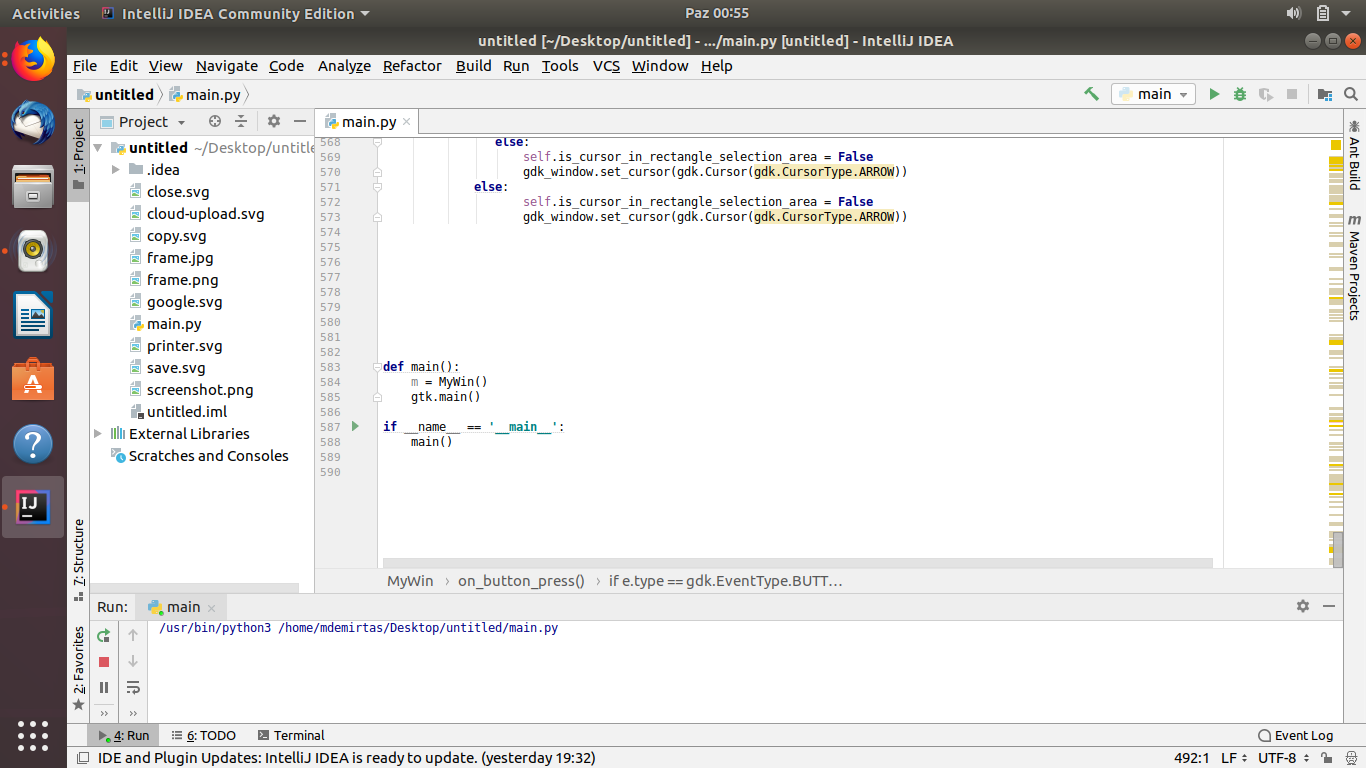 Activities
IntelliJ IDEA Community Edition
Paz 00:55
untitled [~/Desktop/untitled] - .../main.py [untitled] - IntelliJ IDEA
File Edit View Navigate Code Analyze Refactor Build Run Tools VCS Window Help
untitled main.py
main
1: Project
Project
untitled ~/Desktop/untitle
.idea
close.svg
cloud-upload.svg
copy.svg
frame.jpg
frame.png
google.svg
main.py
printer.svg
save.svg
screenshot.png
untitled.iml
External Libraries
Scratches and Consoles
7: Structure
2: Favorites
main.py
568 else:
569 self.is_cursor_in_rectangle_selection_area = False
570 gdk_window.set_cursor(gdk.Cursor(gdk.CursorType.ARROW))
571 else:
572 self.is_cursor_in_rectangle_selection_area = False
573 gdk_window.set_cursor(gdk.Cursor(gdk.CursorType.ARROW))
574
575
576
577
578
579
580
581
582
583 def main():
584 m = MyWin()
585 gtk.main()
586
587 if __name__ == '__main__':
588 main()
589
590
MyWin › on_button_press() › if e.type == gdk.EventType.BUTT…
Ant Build
m Maven Projects
Run: main
/usr/bin/python3 /home/mdemirtas/Desktop/untitled/main.py
4: Run 6: TODO Terminal
Event Log
IDE and Plugin Updates: IntelliJ IDEA is ready to update. (yesterday 19:32)
492:1 LF UTF-8
IJ